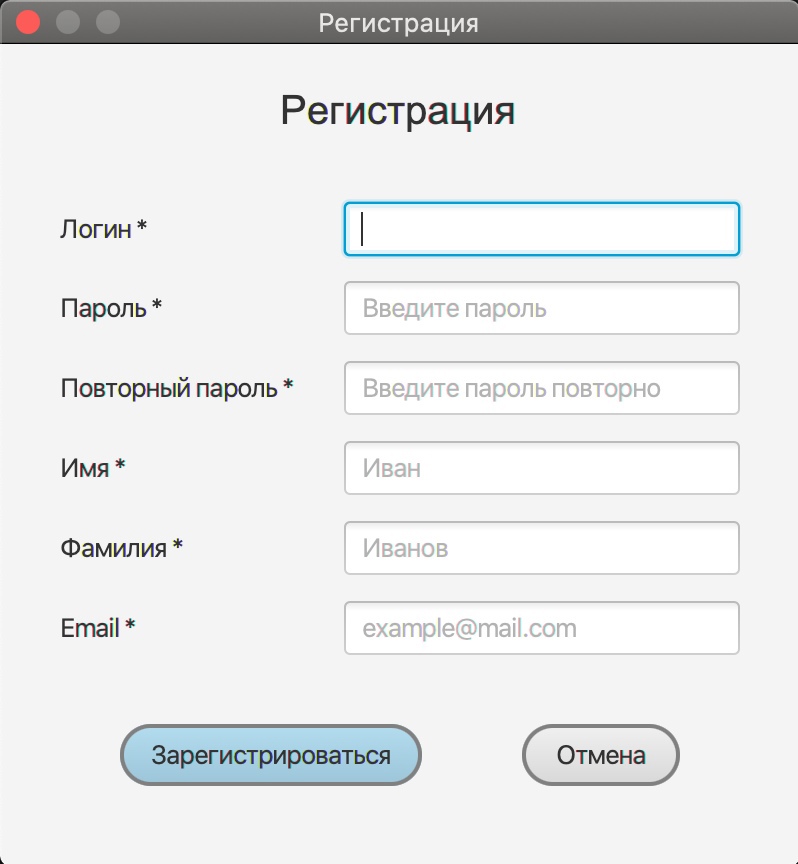 Регистрация
Регистрация
Логин *
Пароль * Введите пароль
Повторный пароль * Введите пароль повторно
Имя * Иван
Фамилия * Иванов
Email * example@mail.com
Зарегистрироваться Отмена